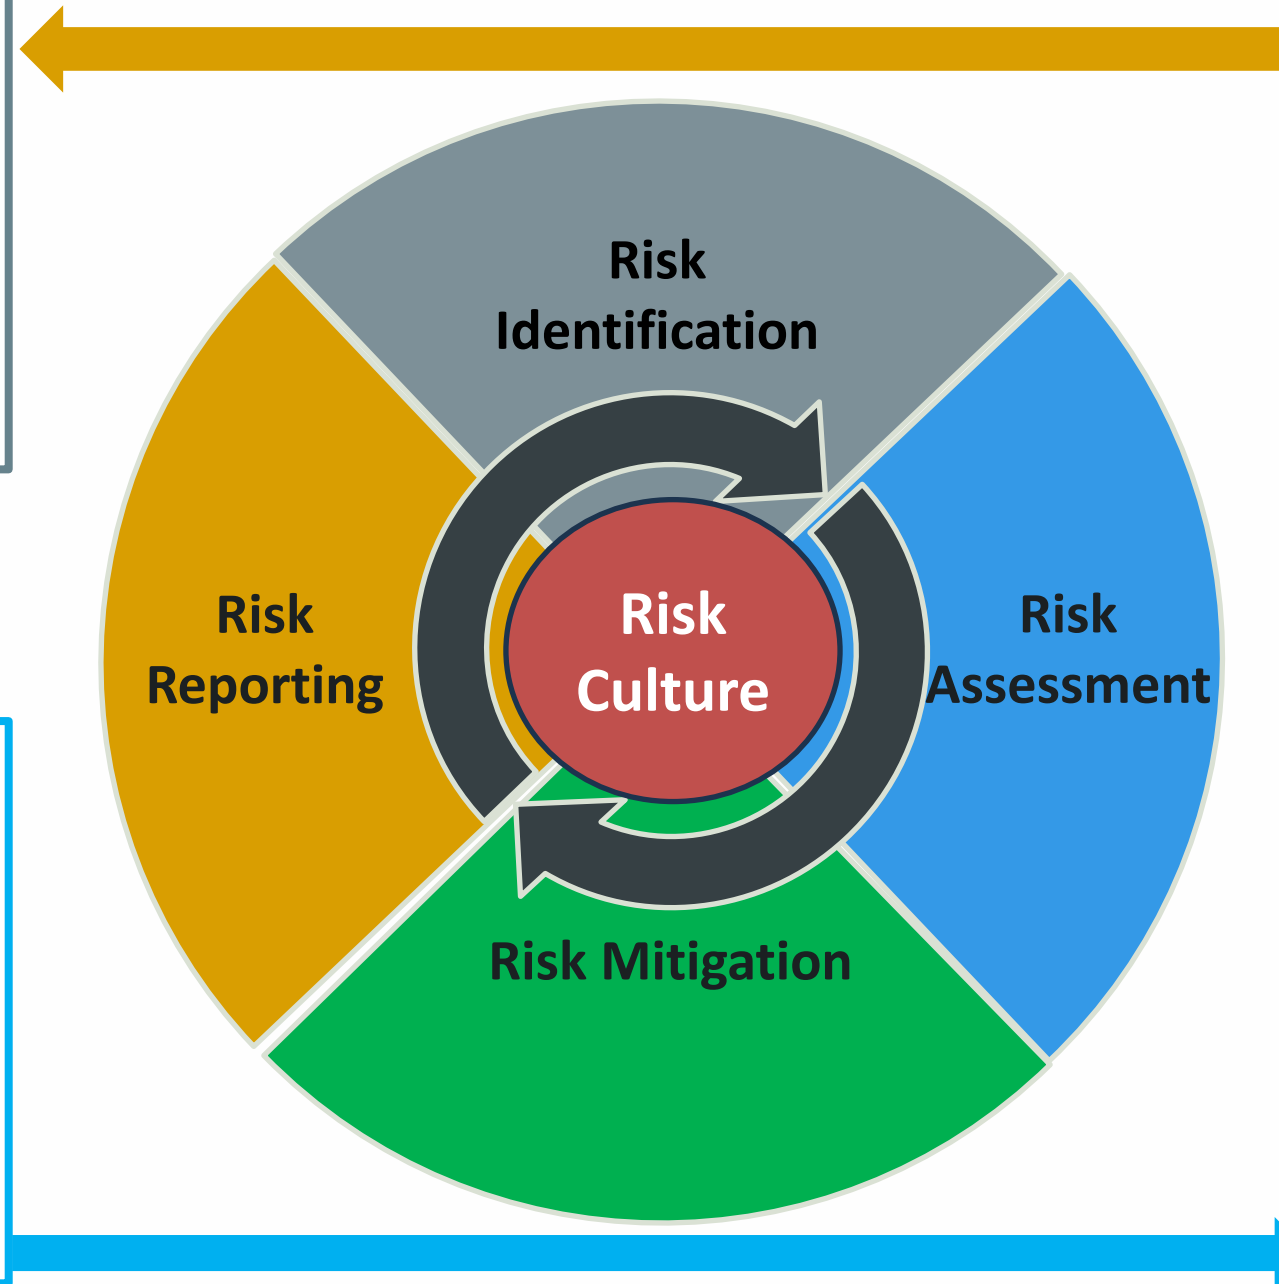 Risk
Identification
Risk
Reporting
Risk
Culture
Risk
Assessment
Risk Mitigation